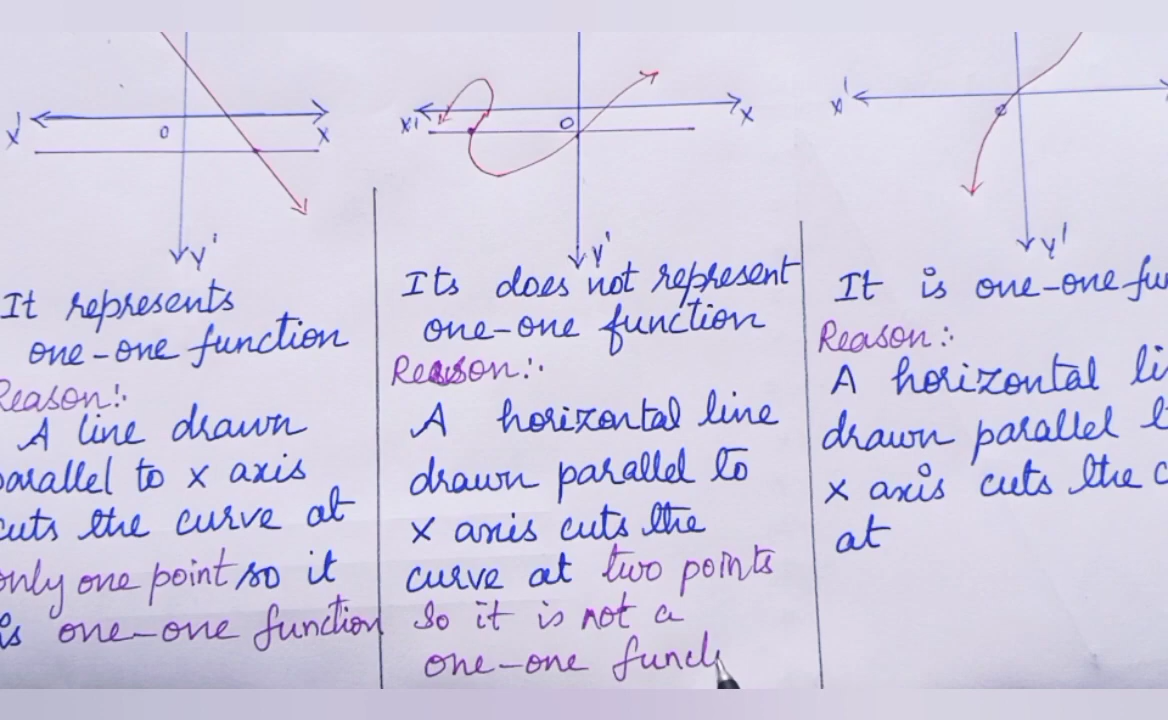 X' O X
Y'
It represents
one-one function
Reason:
A line drawn
parallel to x axis
cuts the curve at
only one point so it
is one-one function
X' O X
Y'
Its does not represent
one-one function
Reason:
A horizontal line
drawn parallel to
x axis cuts the
curve at two points
So it is not a
one-one funct
X'
Y'
It is one-one fu
Reason:
A horizontal li
drawn parallel t
x axis cuts the c
at